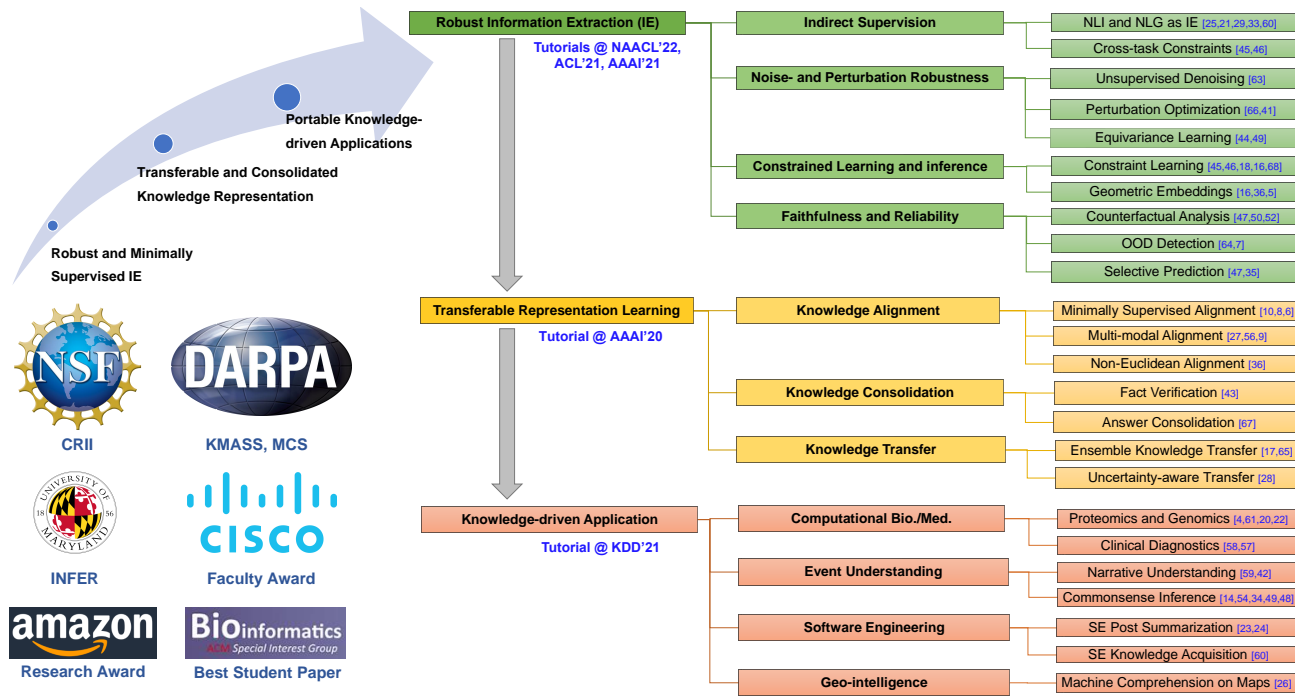 Portable Knowledge-
driven Applications
Transferable and Consolidated
Knowledge Representation
Robust and Minimally
Supervised IE
NSF
CRII
DARPA
KMASS, MCS
UNIVERSITY OF
18 56
MARYLAND
INFER
CISCO
Faculty Award
amazon
Research Award
Bioinformatics
ACM Special Interest Group
Best Student Paper
Robust Information Extraction (IE)
Tutorials @ NAACL'22,
ACL'21, AAAI'21
Indirect Supervision
NLI and NLG as IE [25,21,29,33,60]
Cross-task Constraints [45,46]
Noise- and Perturbation Robustness
Unsupervised Denoising [63]
Perturbation Optimization [66,41]
Equivariance Learning [44,49]
Constrained Learning and inference
Constraint Learning [45,46,18,16,68]
Geometric Embeddings [16,36,5]
Faithfulness and Reliability
Counterfactual Analysis [47,50,52]
OOD Detection [64,7]
Selective Prediction [47,35]
Transferable Representation Learning
Tutorial @ AAAI'20
Knowledge Alignment
Minimally Supervised Alignment [10,8,6]
Multi-modal Alignment [27,56,9]
Non-Euclidean Alignment [36]
Knowledge Consolidation
Fact Verification [43]
Answer Consolidation [67]
Knowledge Transfer
Ensemble Knowledge Transfer [17,65]
Uncertainty-aware Transfer [28]
Knowledge-driven Application
Tutorial @ KDD'21
Computational Bio./Med.
Proteomics and Genomics [4,61,20,22]
Clinical Diagnostics [58,57]
Event Understanding
Narrative Understanding [59,42]
Commonsense Inference [14,54,34,49,48]
Software Engineering
SE Post Summarization [23,24]
SE Knowledge Acquisition [60]
Geo-intelligence
Machine Comprehension on Maps [26]